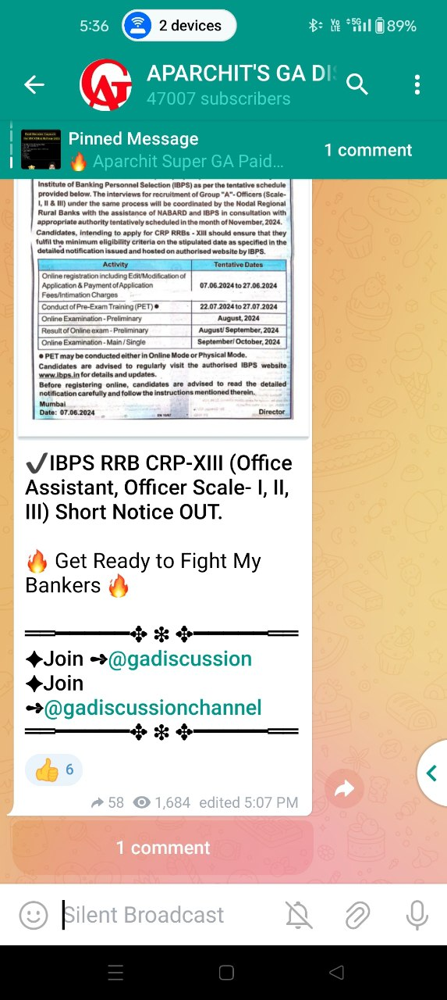 5:36
2 devices
Vo LTE
5G
89%
APARCHIT'S GA DI
47007 subscribers
Pinned Message
🔥 Aparchit Super GA Paid...
1 comment
Institute of Banking Personnel Selection (IBPS) as per the tentative schedule
provided below. The interviews for recruitment of Group "A"- Officers (Scale-
I, II & III) under the same process will be coordinated by the Nodal Regional
Rural Banks with the assistance of NABARD and IBPS in consultation with
appropriate authority tentatively scheduled in the month of November, 2024.
Candidates, intending to apply for CRP RRBs - XIII should ensure that they
fulfil the minimum eligibility criteria on the stipulated date as specified in the
detailed notification issued and hosted on authorised website by IBPS.
Activity Tentative Dates
Online registration including Edit/Modification of
Application & Payment of Application
Fees/Intimation Charges
07.06.2024 to 27.06.2024
Conduct of Pre-Exam Training (PET) ● 22.07.2024 to 27.07.2024
Online Examination - Preliminary August, 2024
Result of Online exam - Preliminary August/ September, 2024
Online Examination - Main / Single September/ October, 2024
● PET may be conducted either in Online Mode or Physical Mode.
Candidates are advised to regularly visit the authorised IBPS website
www.ibps.in for details and updates.
Before registering online, candidates are advised to read the detailed
notification carefully and follow the instructions mentioned therein.
Mumbai
Date: 07.06.2024 Director
✔IBPS RRB CRP-XIII (Office
Assistant, Officer Scale- I, II,
III) Short Notice OUT.
🔥 Get Ready to Fight My
Bankers 🔥
✦Join ➺@gadiscussion
✦Join
➺@gadiscussionchannel
👍 6
58 1,684 edited 5:07 PM
1 comment
Silent Broadcast